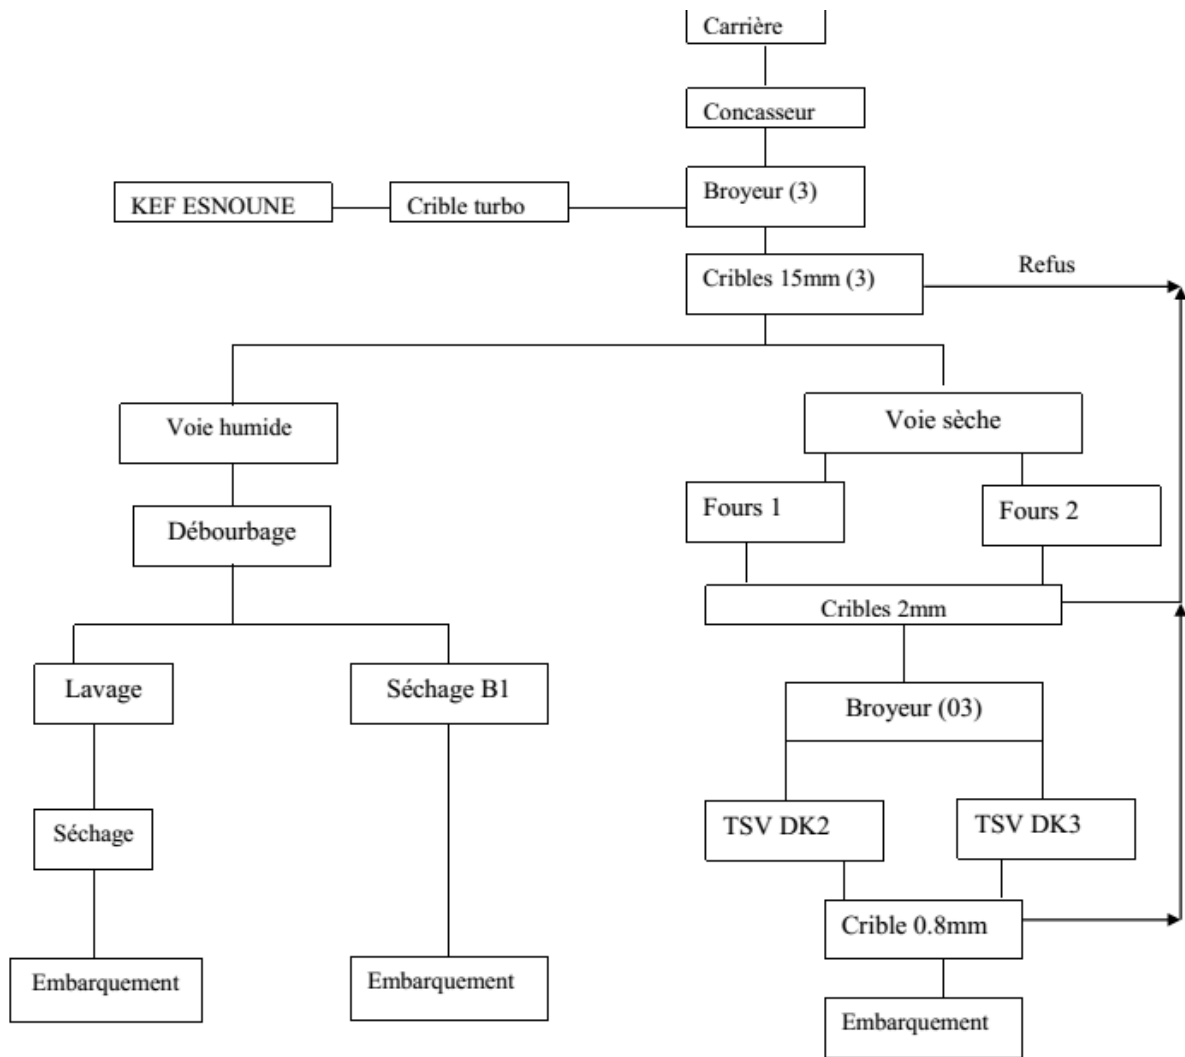 Carrière
Concasseur
KEF ESNOUNE
Crible turbo
Broyeur (3)
Cribles 15mm (3)
Refus
Voie humide
Voie sèche
Fours 1
Fours 2
Débourbage
Cribles 2mm
Lavage
Séchage B1
Broyeur (03)
Séchage
TSV DK2
TSV DK3
Crible 0.8mm
Embarquement
Embarquement
Embarquement